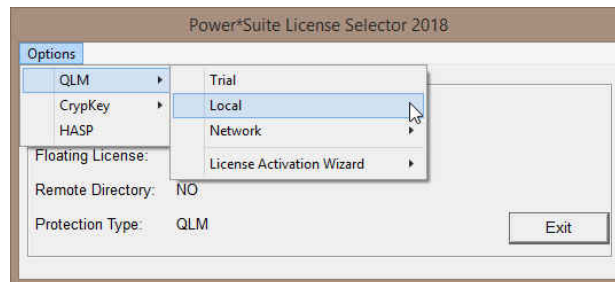 Power*Suite License Selector 2018
Options
QLM
Trial
CrypKey
Local
HASP
Network
Floating License:
License Activation Wizard
Remote Directory: NO
Protection Type: QLM
Exit